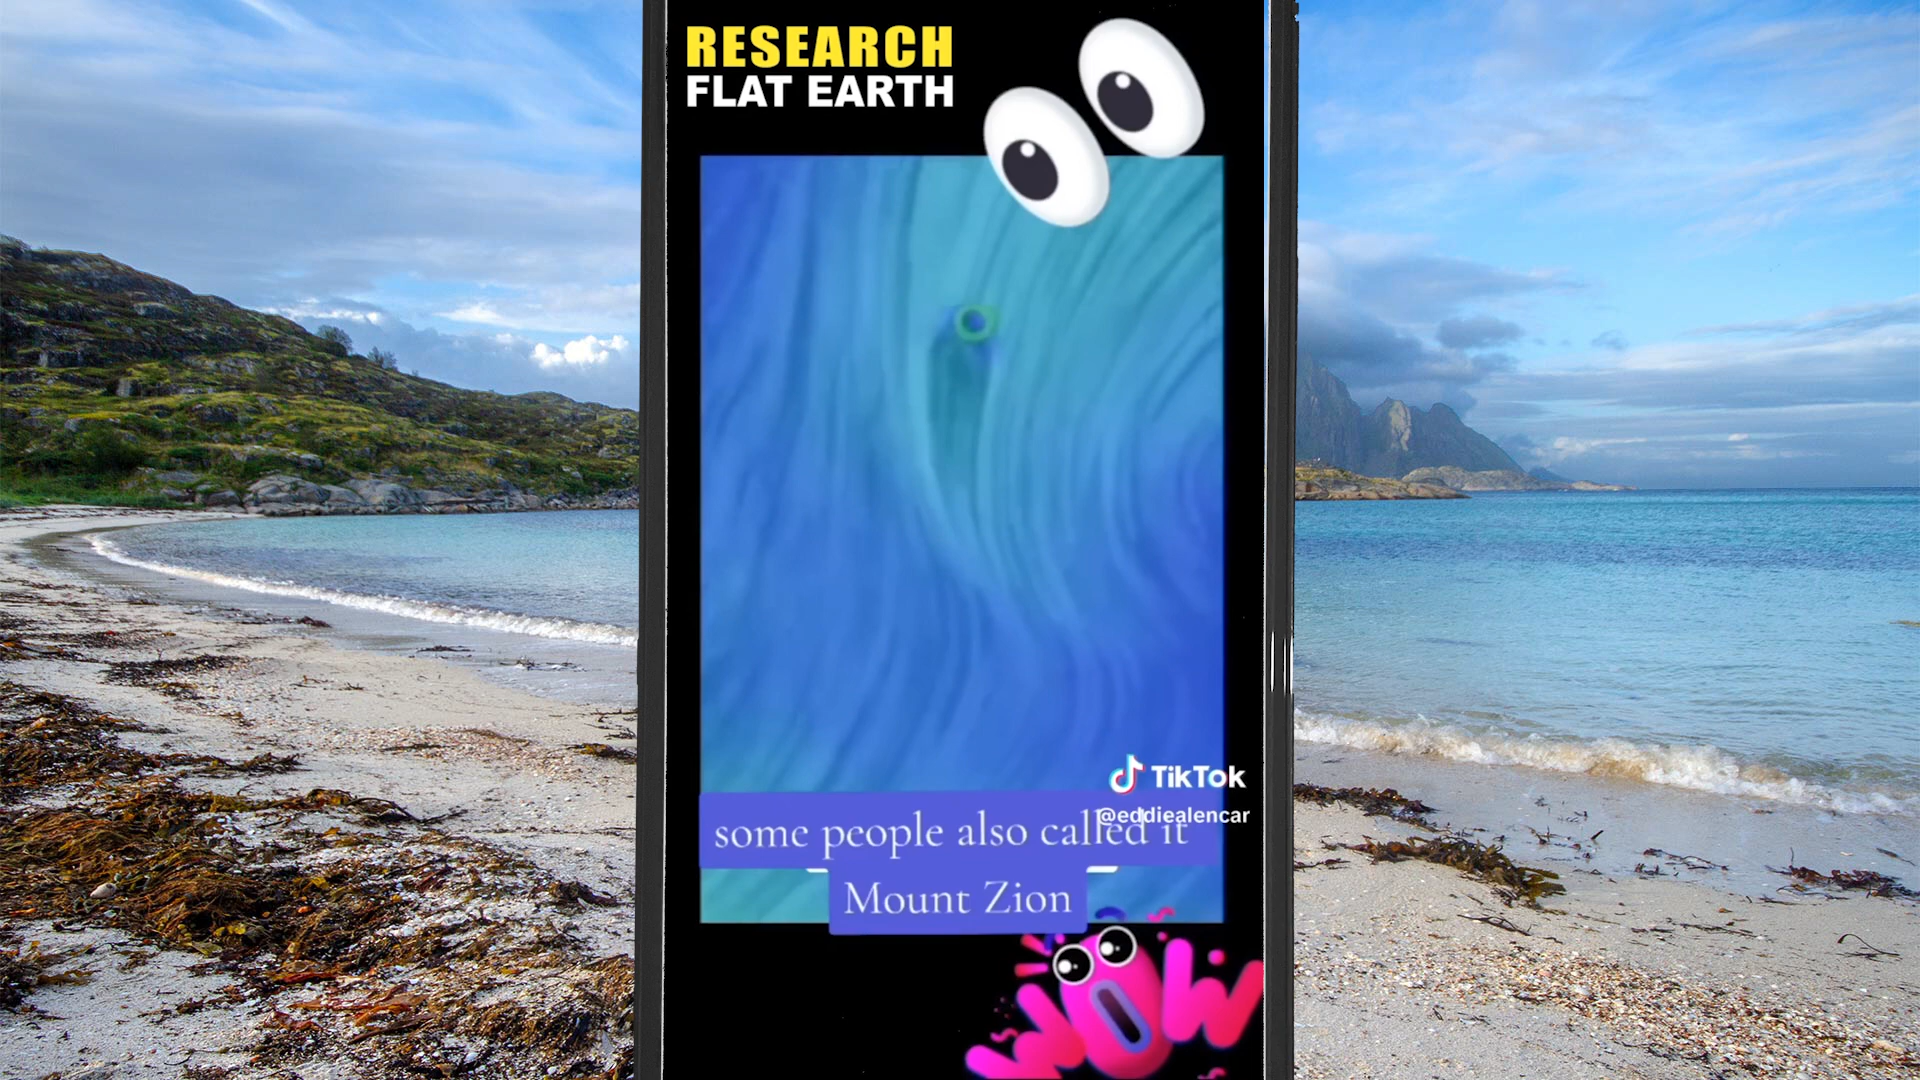 RESEARCH
FLAT EARTH
TikTok
@eddiealencar
some people also called it
Mount Zion
WOW